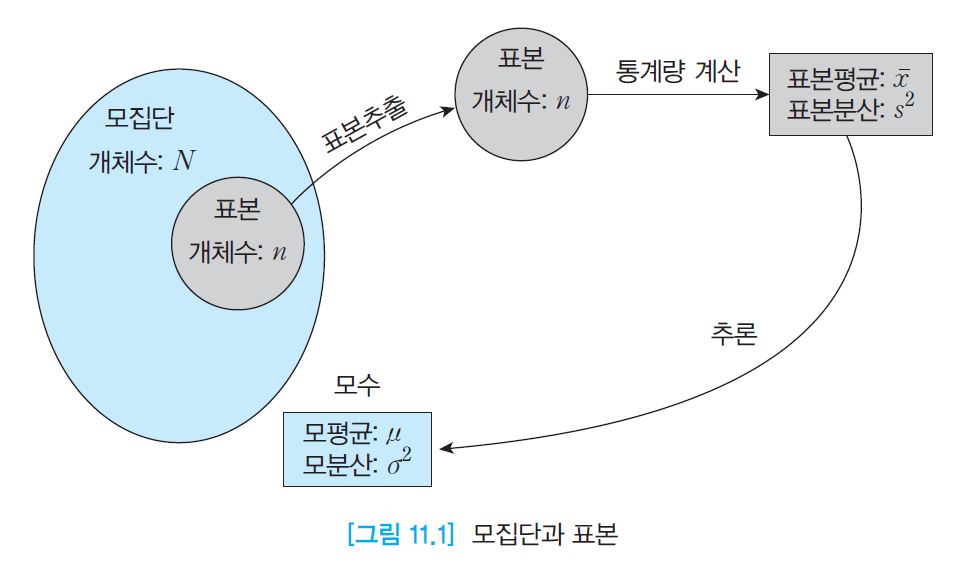 모집단
개체수: N
표본
개체수: n
표본추출
표본
개체수: n
통계량 계산
표본평균: x̄
표본분산: s²
추론
모수
모평균: μ
모분산: σ²
[그림 11.1] 모집단과 표본